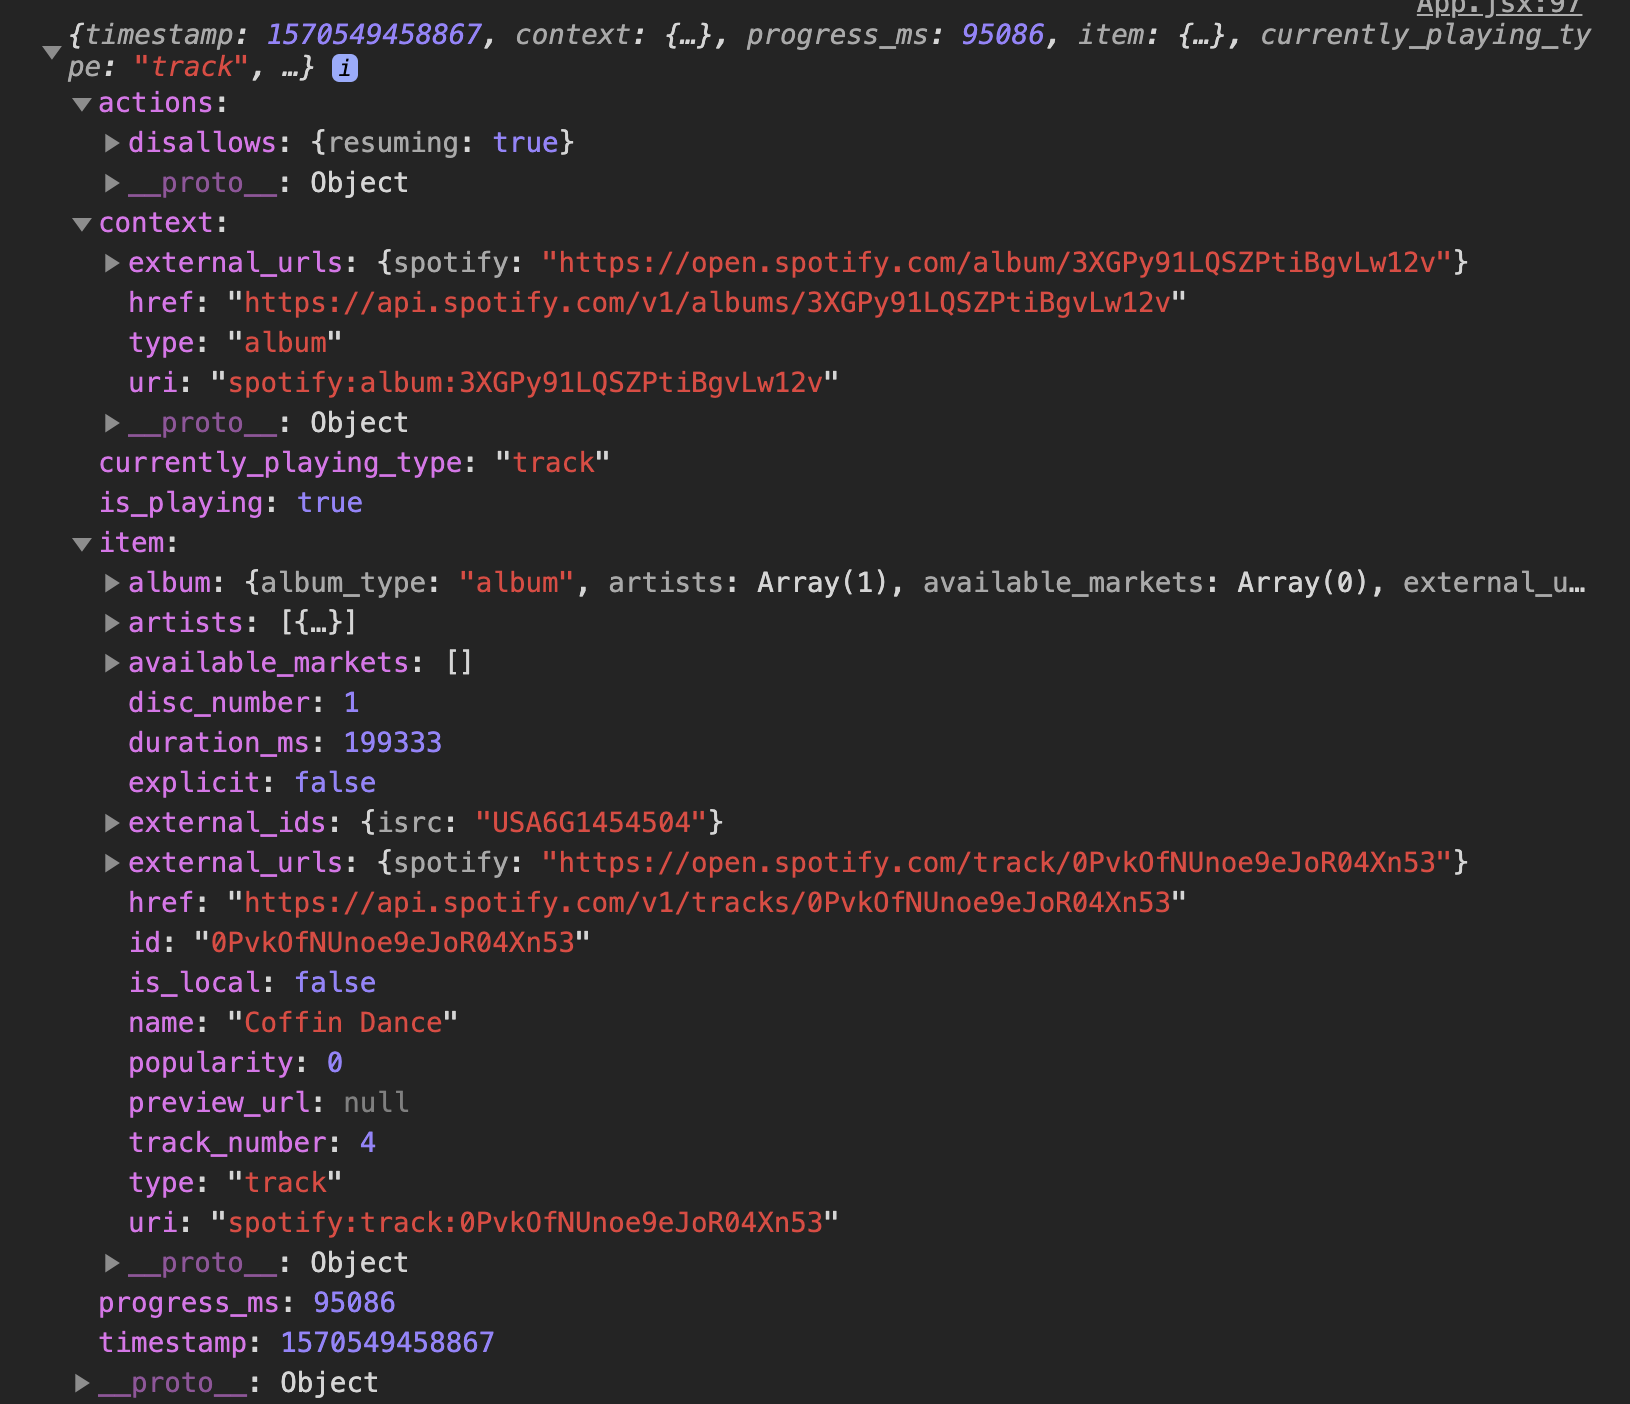 App.jsx:97
{timestamp: 1570549458867, context: {…}, progress_ms: 95086, item: {…}, currently_playing_ty
pe: "track", …} i
actions:
disallows: {resuming: true}
__proto__: Object
context:
external_urls: {spotify: "https://open.spotify.com/album/3XGPy91LQSZPtiBgvLw12v"}
href: "https://api.spotify.com/v1/albums/3XGPy91LQSZPtiBgvLw12v"
type: "album"
uri: "spotify:album:3XGPy91LQSZPtiBgvLw12v"
__proto__: Object
currently_playing_type: "track"
is_playing: true
item:
album: {album_type: "album", artists: Array(1), available_markets: Array(0), external_u…
artists: [{…}]
available_markets: []
disc_number: 1
duration_ms: 199333
explicit: false
external_ids: {isrc: "USA6G1454504"}
external_urls: {spotify: "https://open.spotify.com/track/0PvkOfNUnoe9eJoR04Xn53"}
href: "https://api.spotify.com/v1/tracks/0PvkOfNUnoe9eJoR04Xn53"
id: "0PvkOfNUnoe9eJoR04Xn53"
is_local: false
name: "Coffin Dance"
popularity: 0
preview_url: null
track_number: 4
type: "track"
uri: "spotify:track:0PvkOfNUnoe9eJoR04Xn53"
__proto__: Object
progress_ms: 95086
timestamp: 1570549458867
__proto__: Object